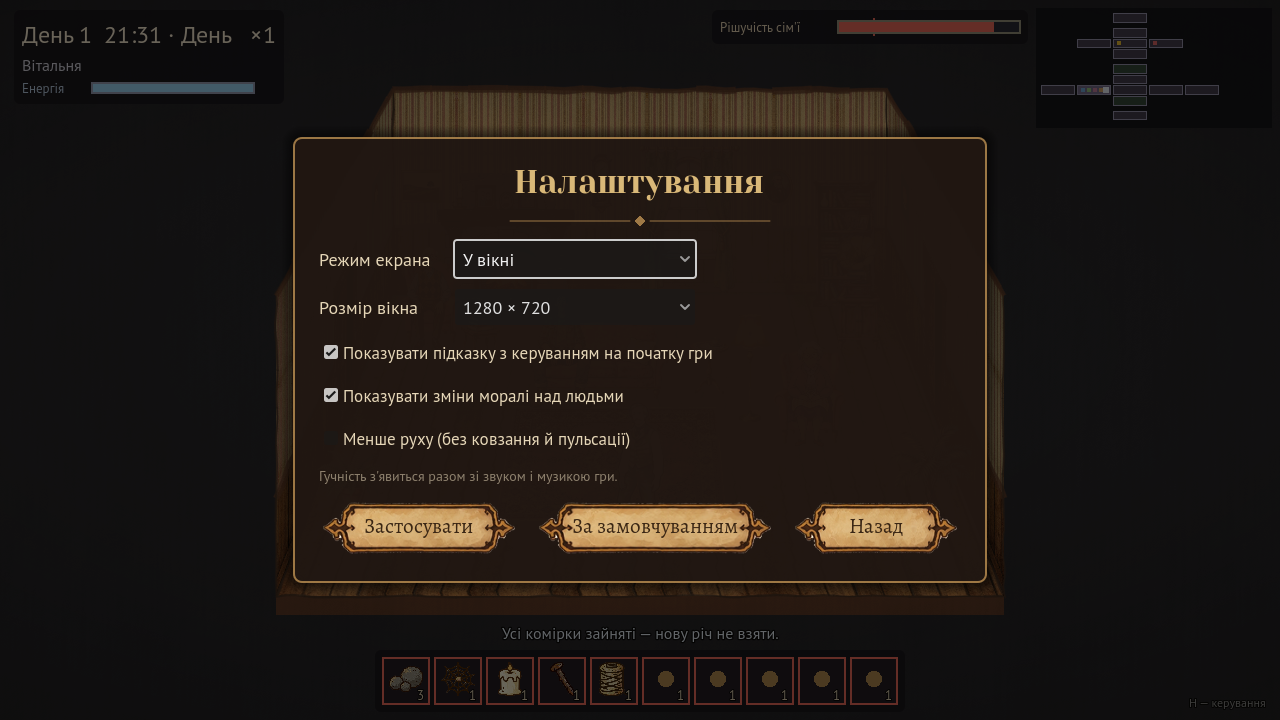 День 1 21:31 · День ×1
Вітальня
Енергія
Рішучість сім'ї
Налаштування
Режим екрана
У вікні
Розмір вікна
1280 × 720
Показувати підказку з керуванням на початку гри
Показувати зміни моралі над людьми
Менше руху (без ковзання й пульсації)
Гучність з'явиться разом зі звуком і музикою гри.
Застосувати
За замовчуванням
Назад
Усі комірки зайняті — нову річ не взяти.
3 1 1 1 1 1 1 1 1 1
H — керування